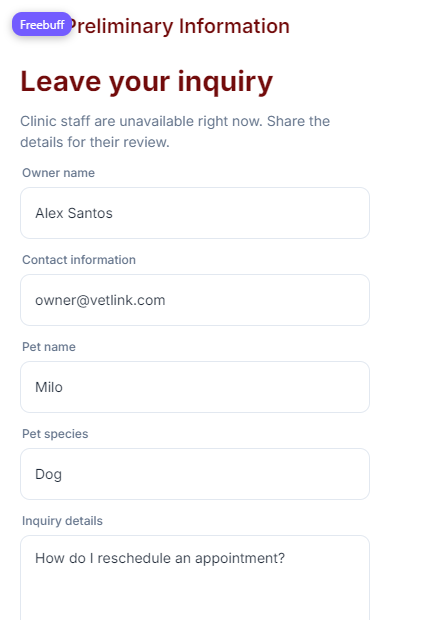 Freebuff
Preliminary Information
Leave your inquiry
Clinic staff are unavailable right now. Share the
details for their review.
Owner name
Alex Santos
Contact information
owner@vetlink.com
Pet name
Milo
Pet species
Dog
Inquiry details
How do I reschedule an appointment?